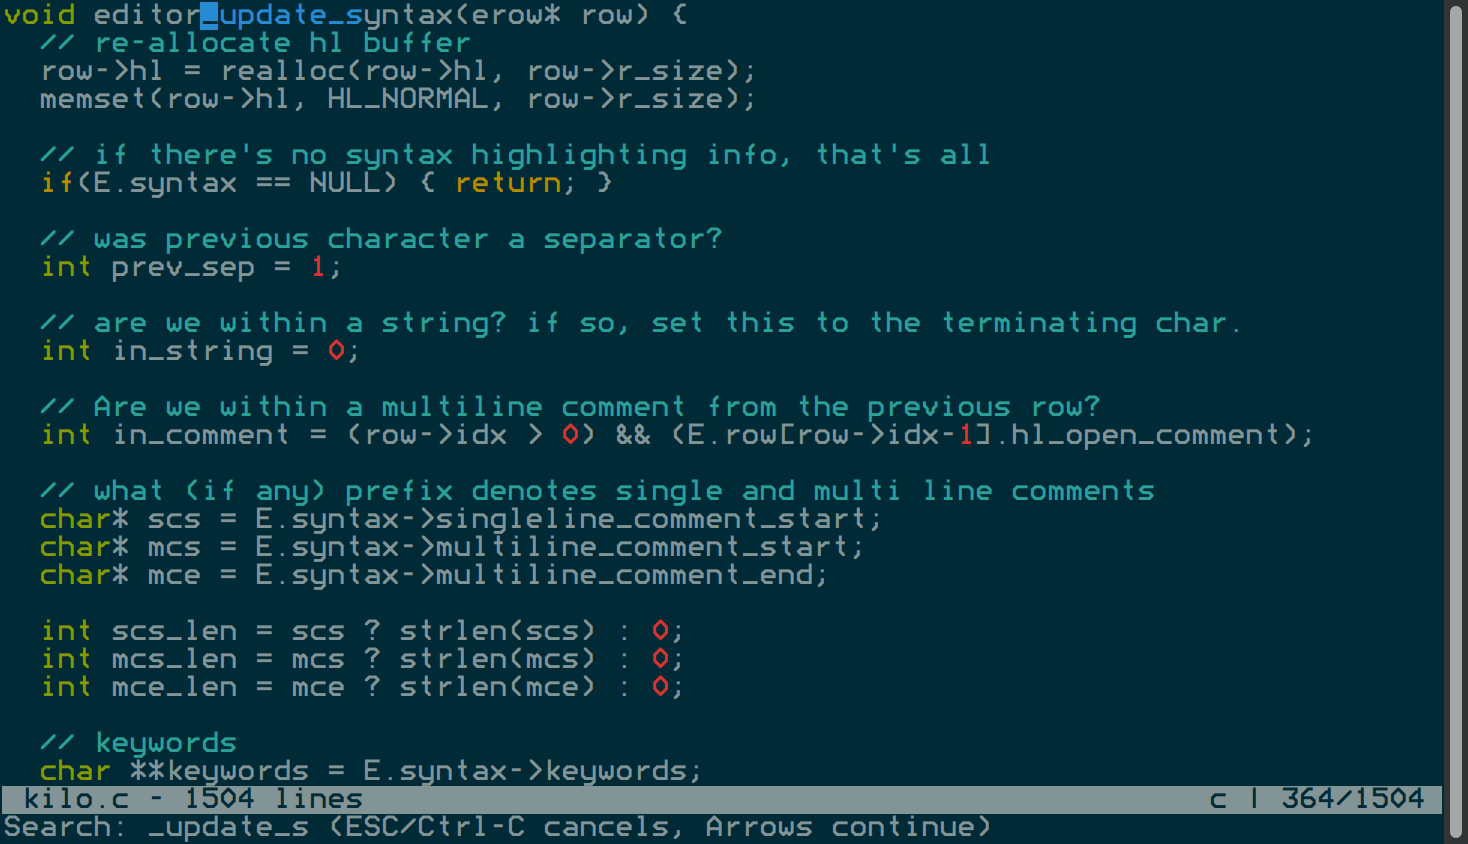 void editor_update_syntax(erow* row) {
  // re-allocate hl buffer
  row->hl = realloc(row->hl, row->r_size);
  memset(row->hl, HL_NORMAL, row->r_size);

  // if there's no syntax highlighting info, that's all
  if(E.syntax == NULL) { return; }

  // was previous character a separator?
  int prev_sep = 1;

  // are we within a string? if so, set this to the terminating char.
  int in_string = 0;

  // Are we within a multiline comment from the previous row?
  int in_comment = (row->idx > 0) && (E.row[row->idx-1].hl_open_comment);

  // what (if any) prefix denotes single and multi line comments
  char* scs = E.syntax->singleline_comment_start;
  char* mcs = E.syntax->multiline_comment_start;
  char* mce = E.syntax->multiline_comment_end;

  int scs_len = scs ? strlen(scs) : 0;
  int mcs_len = mcs ? strlen(mcs) : 0;
  int mce_len = mce ? strlen(mce) : 0;

  // keywords
  char **keywords = E.syntax->keywords;
 kilo.c - 1504 lines c | 364/1504
Search: _update_s (ESC/Ctrl-C cancels, Arrows continue)